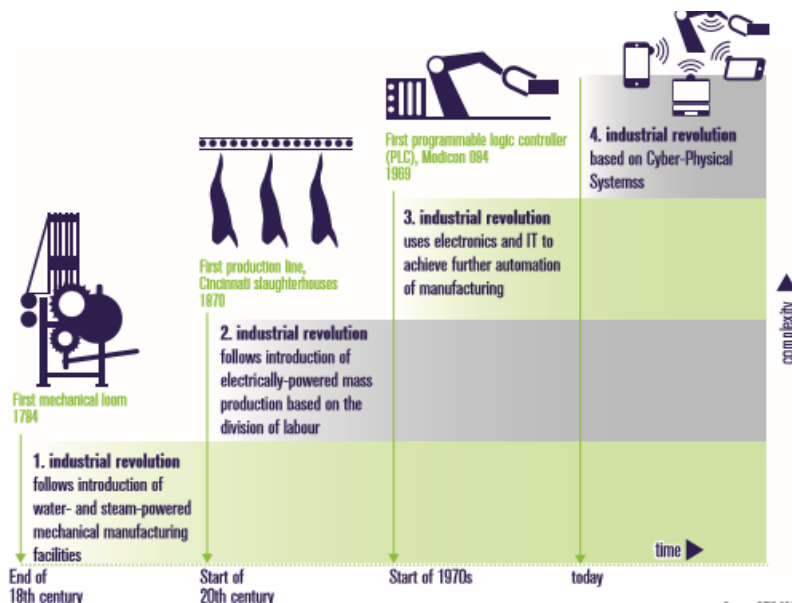 First mechanical loom
1784
First production line,
Cincinnati slaughterhouses
1870
First programmable logic controller
(PLC), Modicon 084
1969
4. industrial revolution
based on Cyber-Physical
Systemss
3. industrial revolution
uses electronics and IT to
achieve further automation
of manufacturing
2. industrial revolution
follows introduction of
electrically-powered mass
production based on the
division of labour
1. industrial revolution
follows introduction of
water- and steam-powered
mechanical manufacturing
facilities
complexity
time
End of
18th century
Start of
20th century
Start of 1970s
today